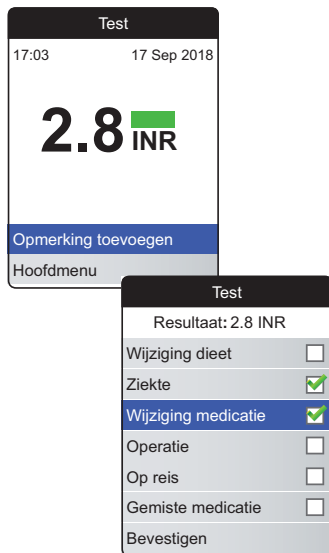 Test
17:03 17 Sep 2018
2.8 INR
Opmerking toevoegen
Hoofdmenu
Test
Resultaat: 2.8 INR
Wijziging dieet
Ziekte
Wijziging medicatie
Operatie
Op reis
Gemiste medicatie
Bevestigen